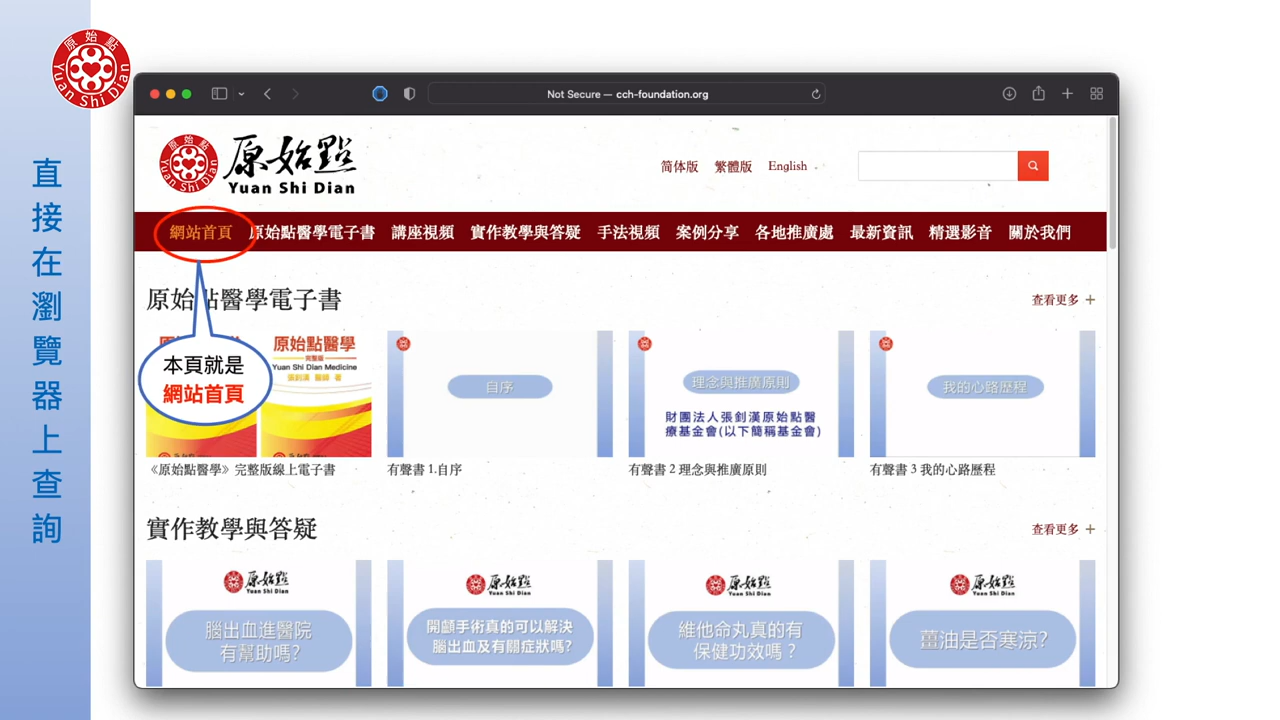 原始點
Yuan Shi Dian
直接在瀏覽器上查詢
Not Secure — cch-foundation.org
原始點
Yuan Shi Dian
简体版 繁體版 English
網站首頁 原始點醫學電子書 講座視頻 實作教學與答疑 手法視頻 案例分享 各地推廣處 最新資訊 精選影音 關於我們
原始點醫學電子書
查看更多 +
本頁就是
網站首頁
原始點醫學
完整版
Yuan Shi Dian Medicine
張釗漢 醫師 著
自序
理念與推廣原則
財團法人張釗漢原始點醫
療基金會(以下簡稱基金會)
我的心路歷程
《原始點醫學》完整版線上電子書
有聲書 1.自序
有聲書 2 理念與推廣原則
有聲書 3 我的心路歷程
實作教學與答疑
查看更多 +
原始點
Yuan Shi Dian
腦出血進醫院
有幫助嗎?
原始點
Yuan Shi Dian
開顱手術真的可以解決
腦出血及有關症狀嗎?
原始點
Yuan Shi Dian
維他命丸真的有
保健功效嗎？
原始點
Yuan Shi Dian
薑油是否寒涼?